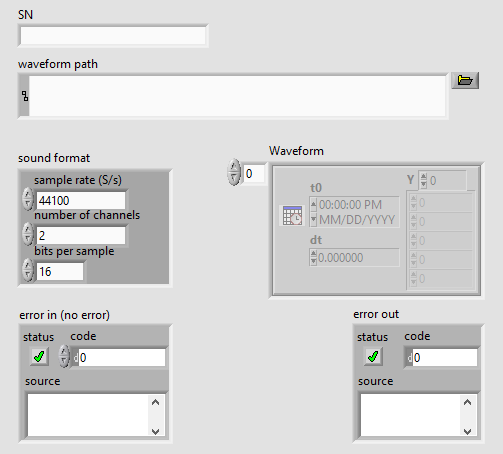 SN
waveform path
sound format
sample rate (S/s)
44100
number of channels
2
bits per sample
16
0
Waveform
t0
00:00:00 PM
MM/DD/YYYY
dt
0.000000
Y
0
0
0
0
0
0
error in (no error)
status
code
d0
source
error out
status
code
d0
source